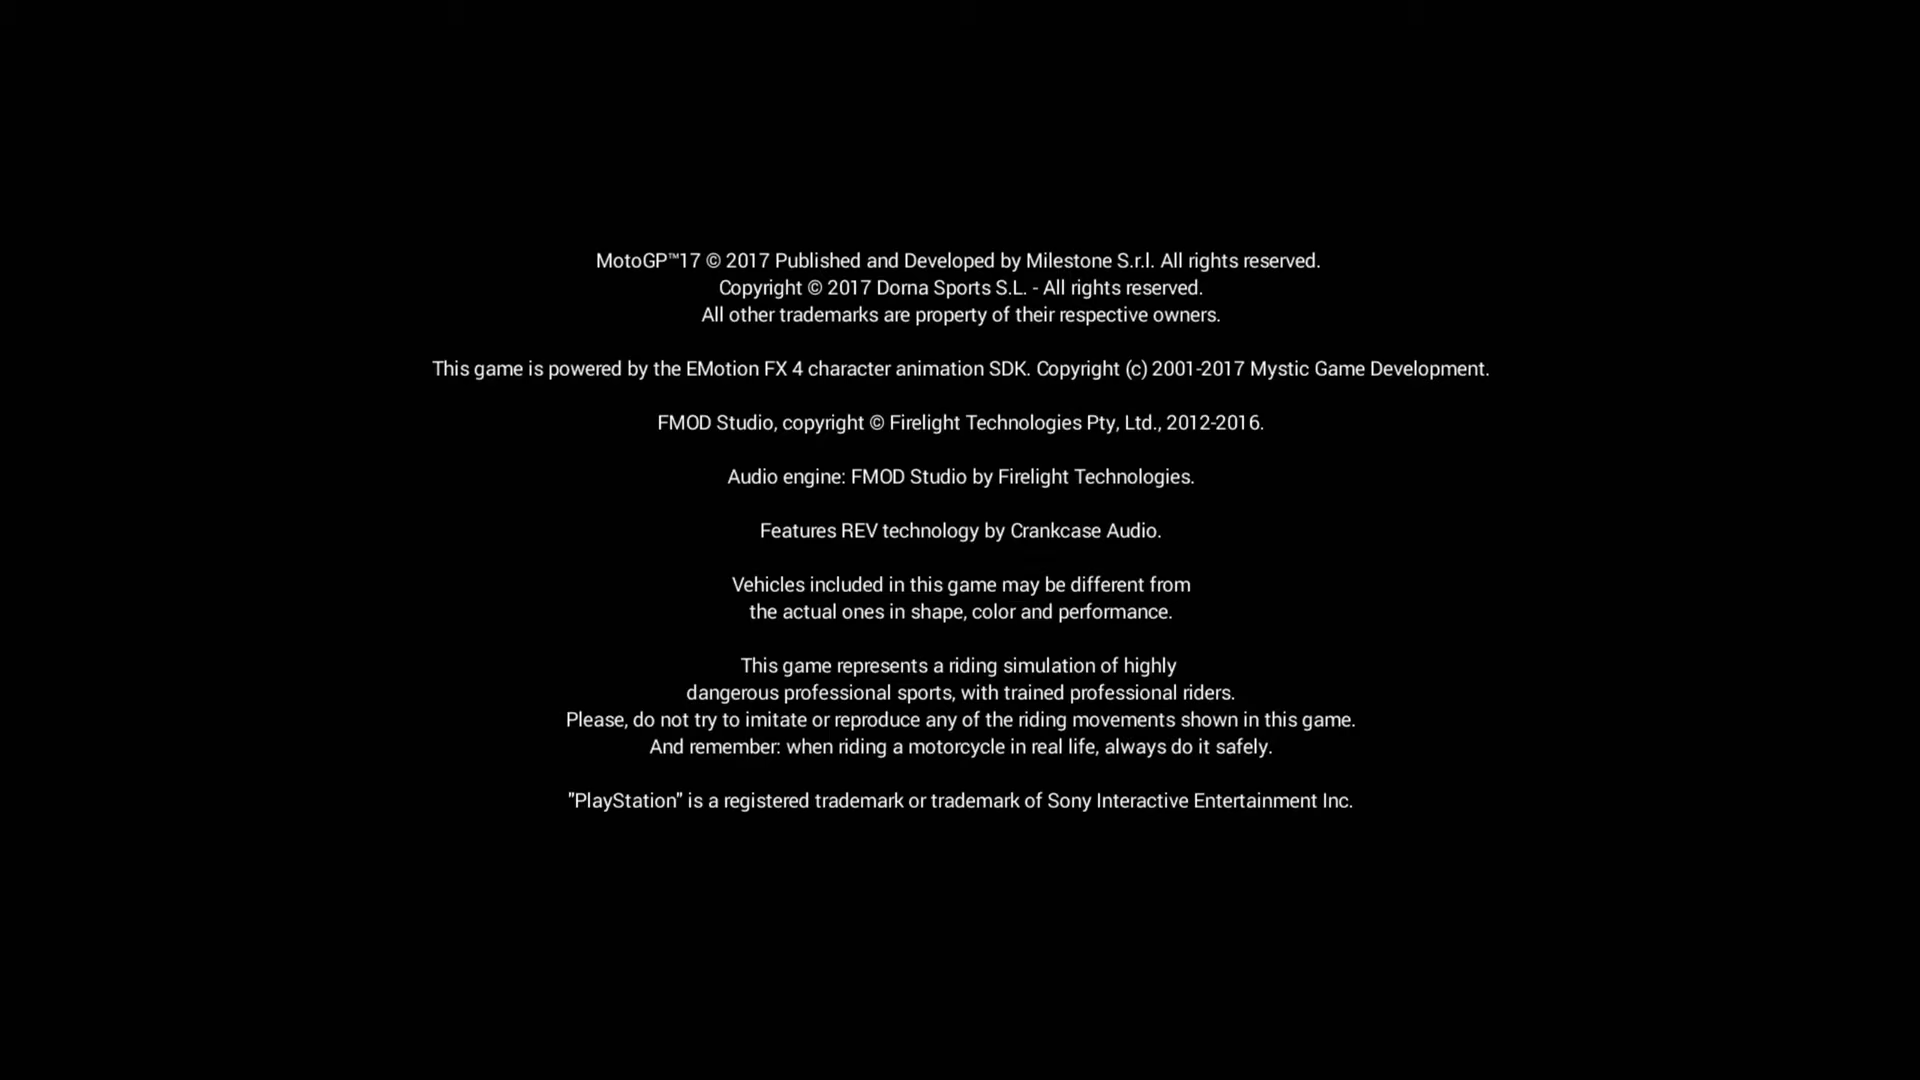 MotoGP™17 © 2017 Published and Developed by Milestone S.r.l. All rights reserved.
Copyright © 2017 Dorna Sports S.L. - All rights reserved.
All other trademarks are property of their respective owners.
This game is powered by the EMotion FX 4 character animation SDK. Copyright (c) 2001-2017 Mystic Game Development.
FMOD Studio, copyright © Firelight Technologies Pty, Ltd., 2012-2016.
Audio engine: FMOD Studio by Firelight Technologies.
Features REV technology by Crankcase Audio.
Vehicles included in this game may be different from
the actual ones in shape, color and performance.
This game represents a riding simulation of highly
dangerous professional sports, with trained professional riders.
Please, do not try to imitate or reproduce any of the riding movements shown in this game.
And remember: when riding a motorcycle in real life, always do it safely.
"PlayStation" is a registered trademark or trademark of Sony Interactive Entertainment Inc.